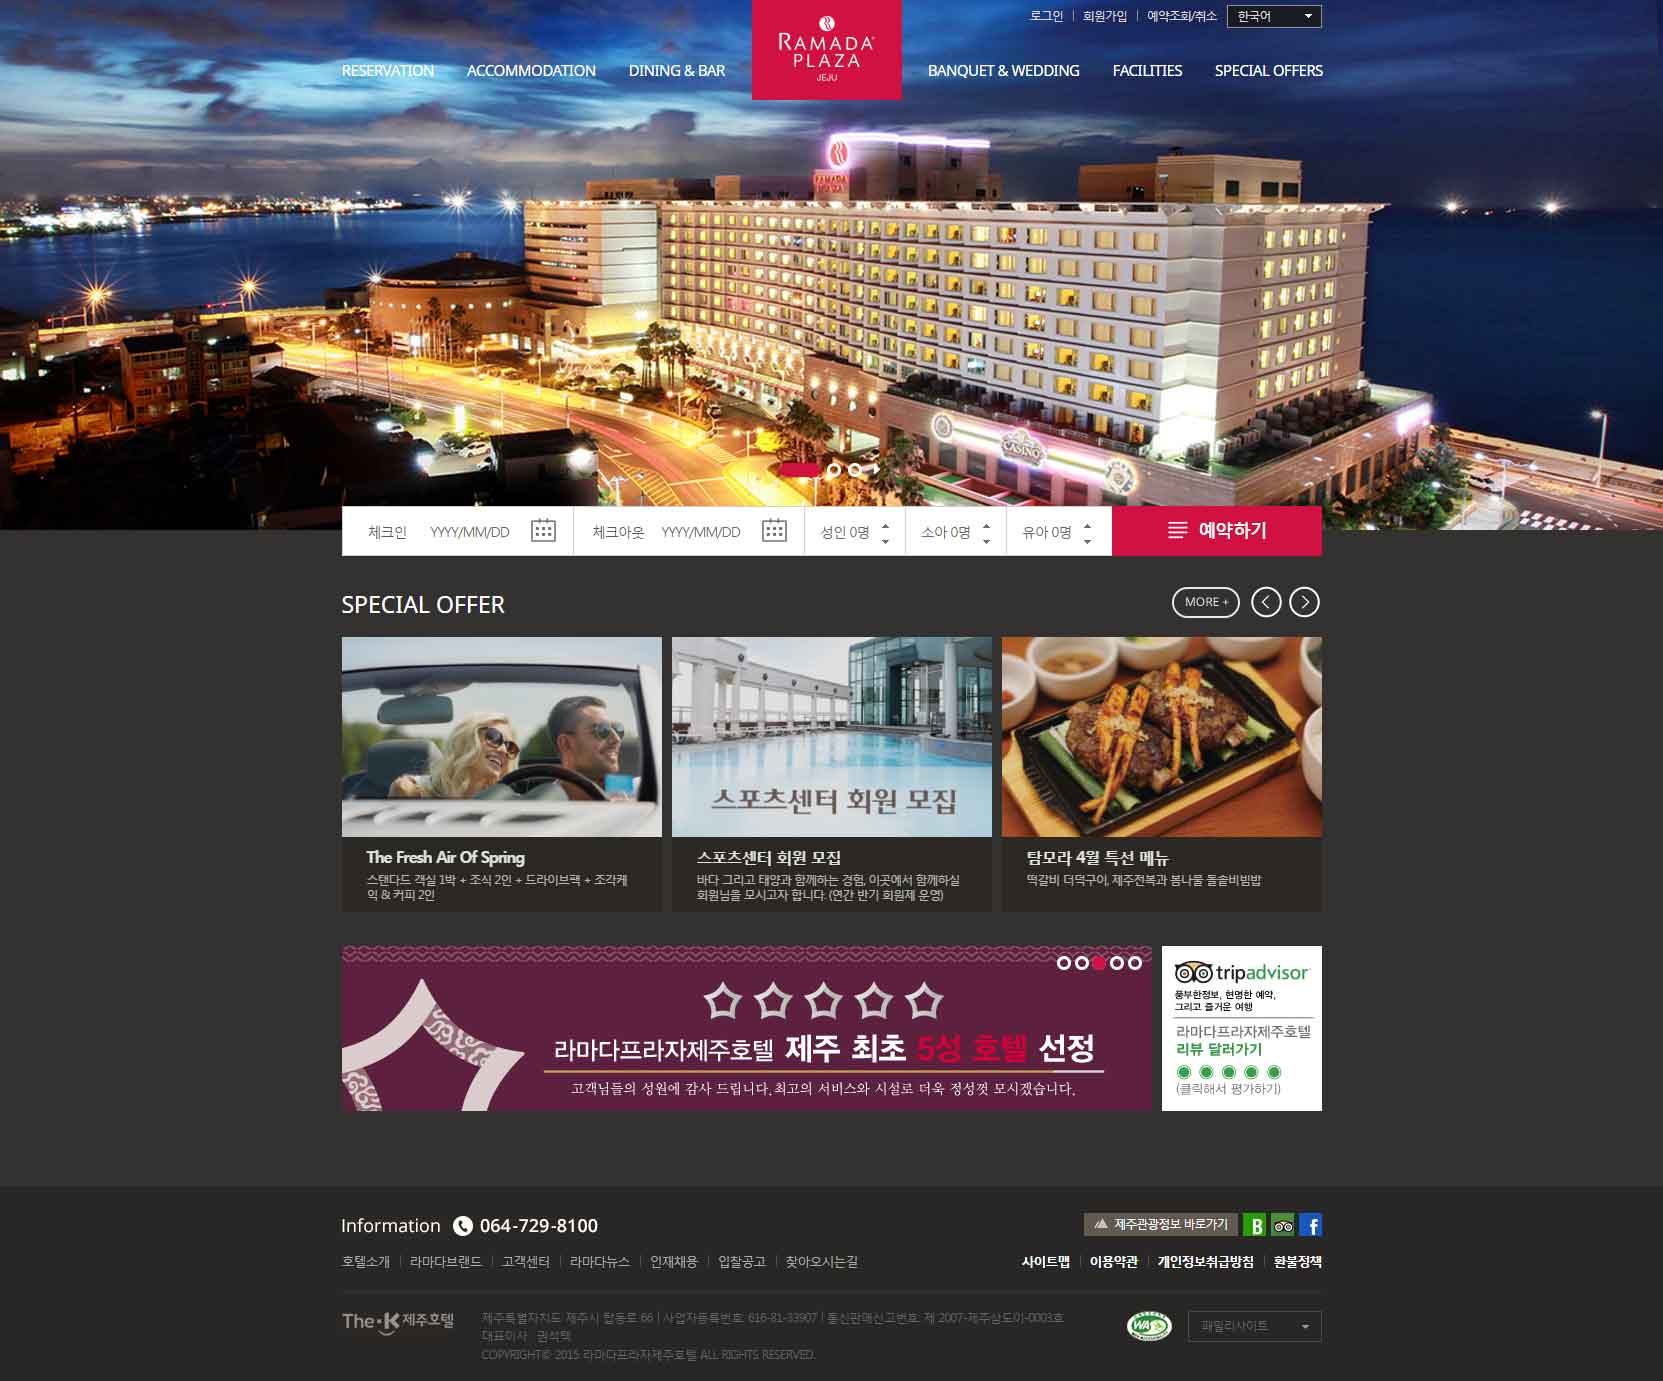 로그인
회원가입
예약조회/취소
한국어
RESERVATION
ACCOMMODATION
DINING & BAR
RAMADA
PLAZA
JEJU
BANQUET & WEDDING
FACILITIES
SPECIAL OFFERS
RAMADA
PLAZA
CASINO
체크인 YYYY/MM/DD
체크아웃 YYYY/MM/DD
성인 0명
소아 0명
유아 0명
예약하기
SPECIAL OFFER
MORE +
스포츠센터 회원 모집
The Fresh Air Of Spring
스탠다드 객실 1박 + 조식 2인 + 드라이브팩 + 조각케
익 & 커피 2인
스포츠센터 회원 모집
바다 그리고 태양과 함께하는 경험, 이곳에서 함께하실
회원님을 모시고자 합니다. (연간 반기 회원제 운영)
탐모라 4월 특선 메뉴
떡갈비 더덕구이, 제주전복과 봄나물 돌솥비빔밥
라마다프라자제주호텔 제주 최초 5성 호텔 선정
고객님들의 성원에 감사 드립니다. 최고의 서비스와 시설로 더욱 정성껏 모시겠습니다.
tripadvisor
풍부한정보, 현명한 예약,
그리고 즐거운 여행
라마다프라자제주호텔
리뷰 달러가기
(클릭해서 평가하기)
Information 064-729-8100
제주관광정보 바로가기
B
f
호텔소개
라마다브랜드
고객센터
라마다뉴스
인재채용
입찰공고
찾아오시는길
사이트맵
이용약관
개인정보취급방침
환불정책
The·K제주호텔
제주특별자치도 제주시 탑동로 66 | 사업자등록번호: 616-81-33907 | 통신판매신고번호: 제 2007-제주삼도이-0003호
대표이사 권석택
COPYRIGHT© 2015 라마다프라자제주호텔 ALL RIGHTS RESERVED.
WA
패밀리사이트